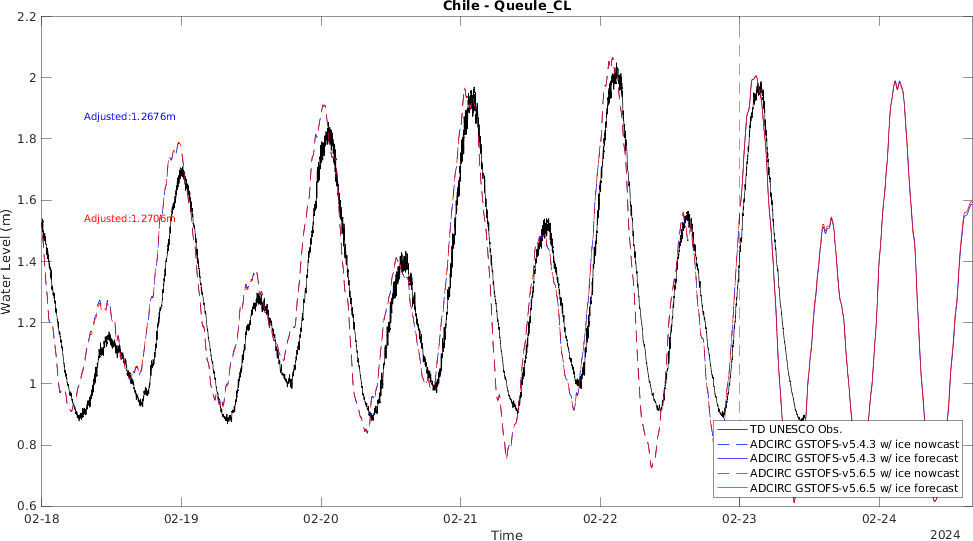 Chile - Queule_CL
2.2
2
1.8
1.6
1.4
1.2
1
0.8
0.6
Water Level (m)
Adjusted:1.2676m
Adjusted:1.2706m
TD UNESCO Obs.
ADCIRC GSTOFS-v5.4.3 w/ ice nowcast
ADCIRC GSTOFS-v5.4.3 w/ ice forecast
ADCIRC GSTOFS-v5.6.5 w/ ice nowcast
ADCIRC GSTOFS-v5.6.5 w/ ice forecast
02-18 02-19 02-20 02-21 02-22 02-23 02-24
Time
2024